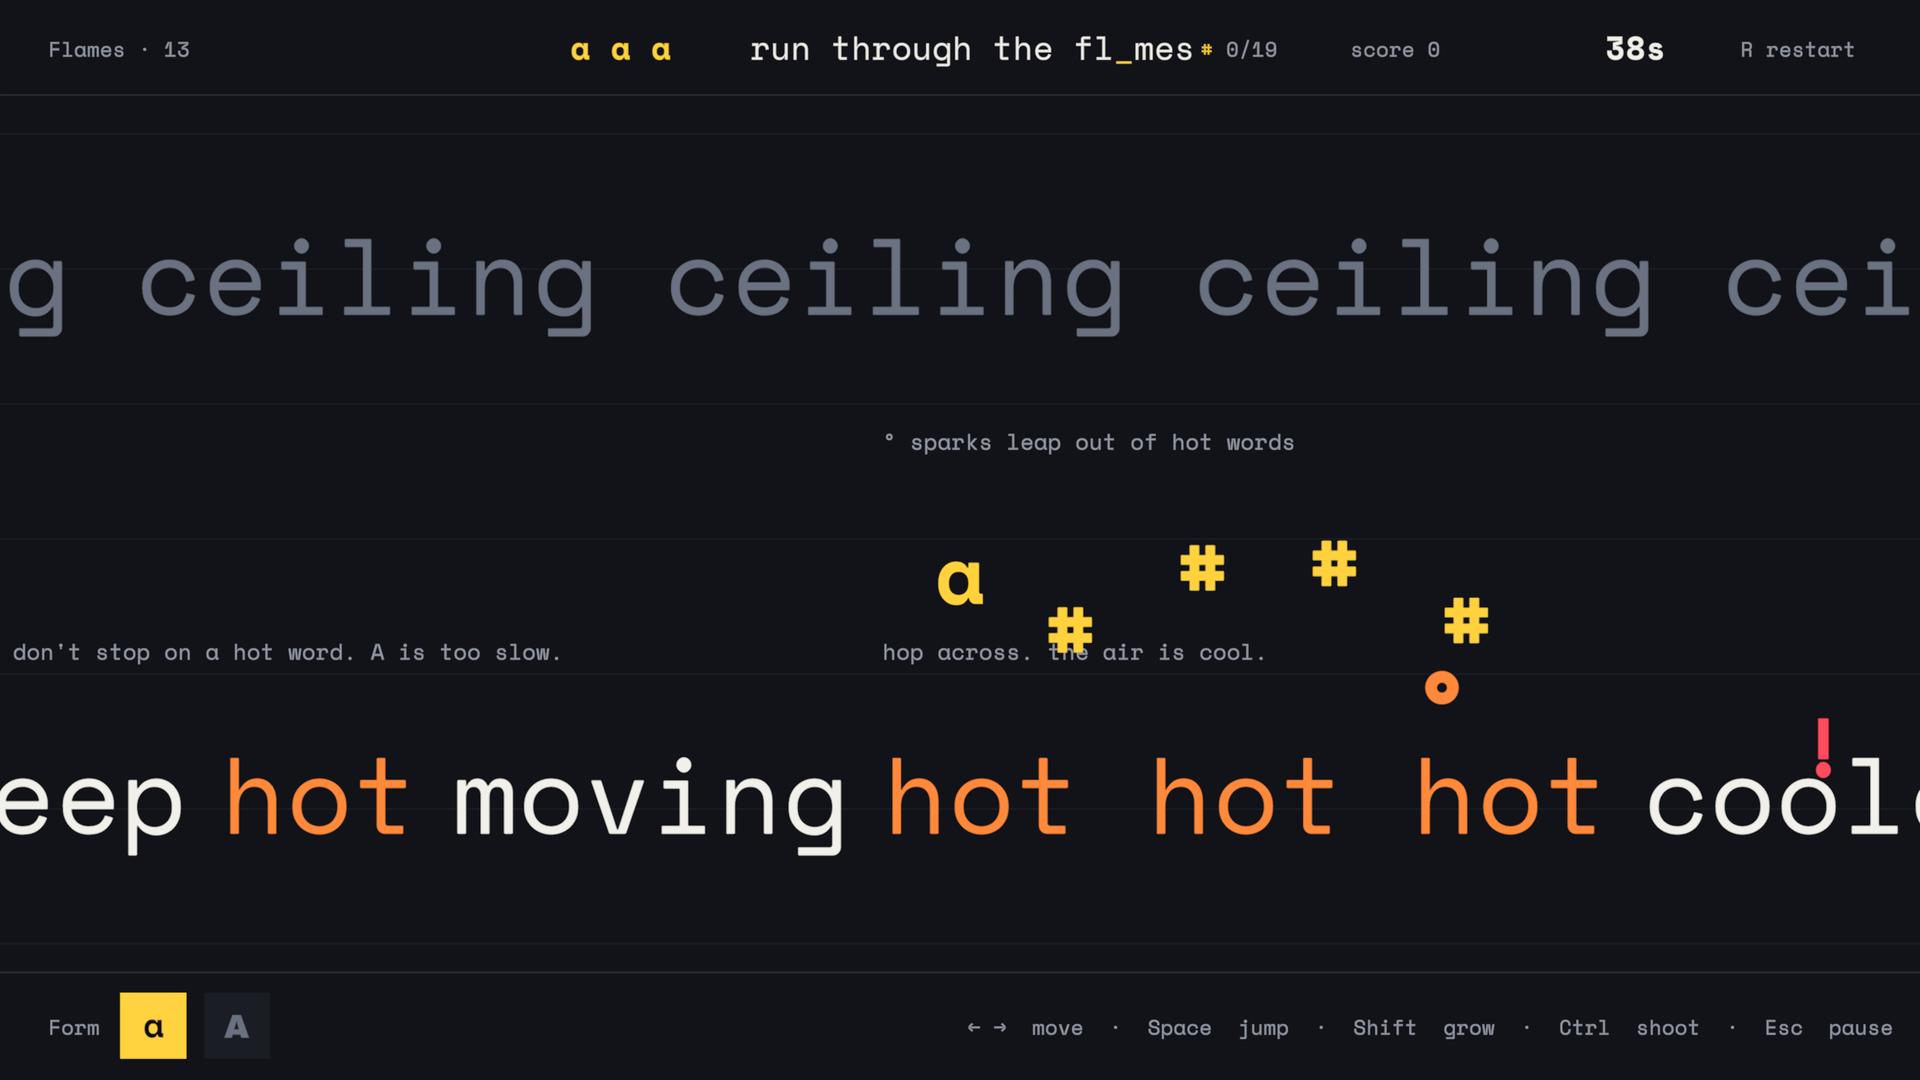 Flames · 13 a a a run through the fl_mes # 0/19 score 0 38s R restart
g ceiling ceiling ceiling cei
° sparks leap out of hot words
a # # # #
don't stop on a hot word. A is too slow. hop across. the air is cool.
eep hot moving hot hot hot coole
!
Form a A ← → move · Space jump · Shift grow · Ctrl shoot · Esc pause